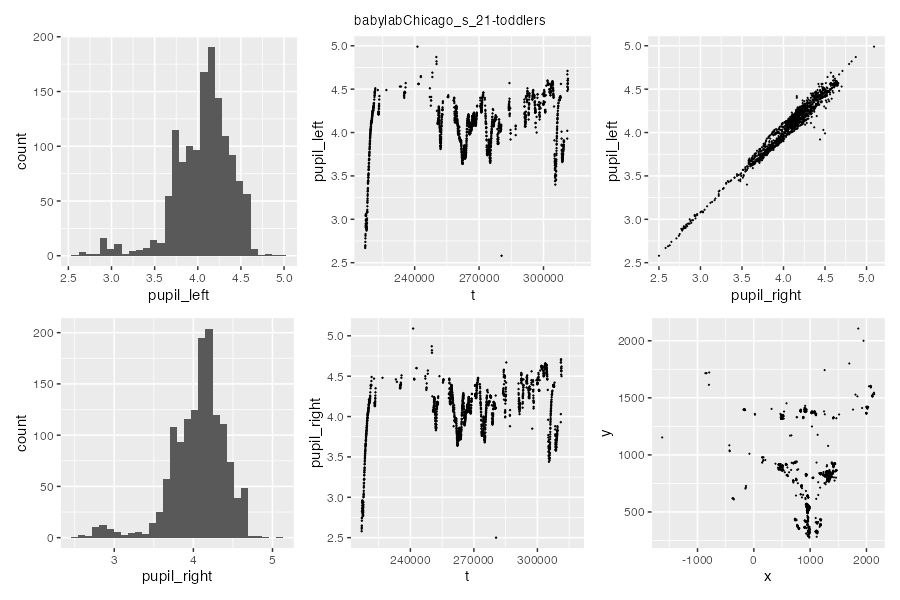 babylabChicago_s_21-toddlers
200
150
100
50
0
count
2.5 3.0 3.5 4.0 4.5 5.0
pupil_left
5.0
4.5
4.0
3.5
3.0
2.5
pupil_left
240000 270000 300000
t
5.0
4.5
4.0
3.5
3.0
2.5
pupil_left
2.5 3.0 3.5 4.0 4.5 5.0
pupil_right
200
150
100
50
0
count
3 4 5
pupil_right
5.0
4.5
4.0
3.5
3.0
2.5
pupil_right
240000 270000 300000
t
2000
1500
1000
500
y
-1000 0 1000 2000
x